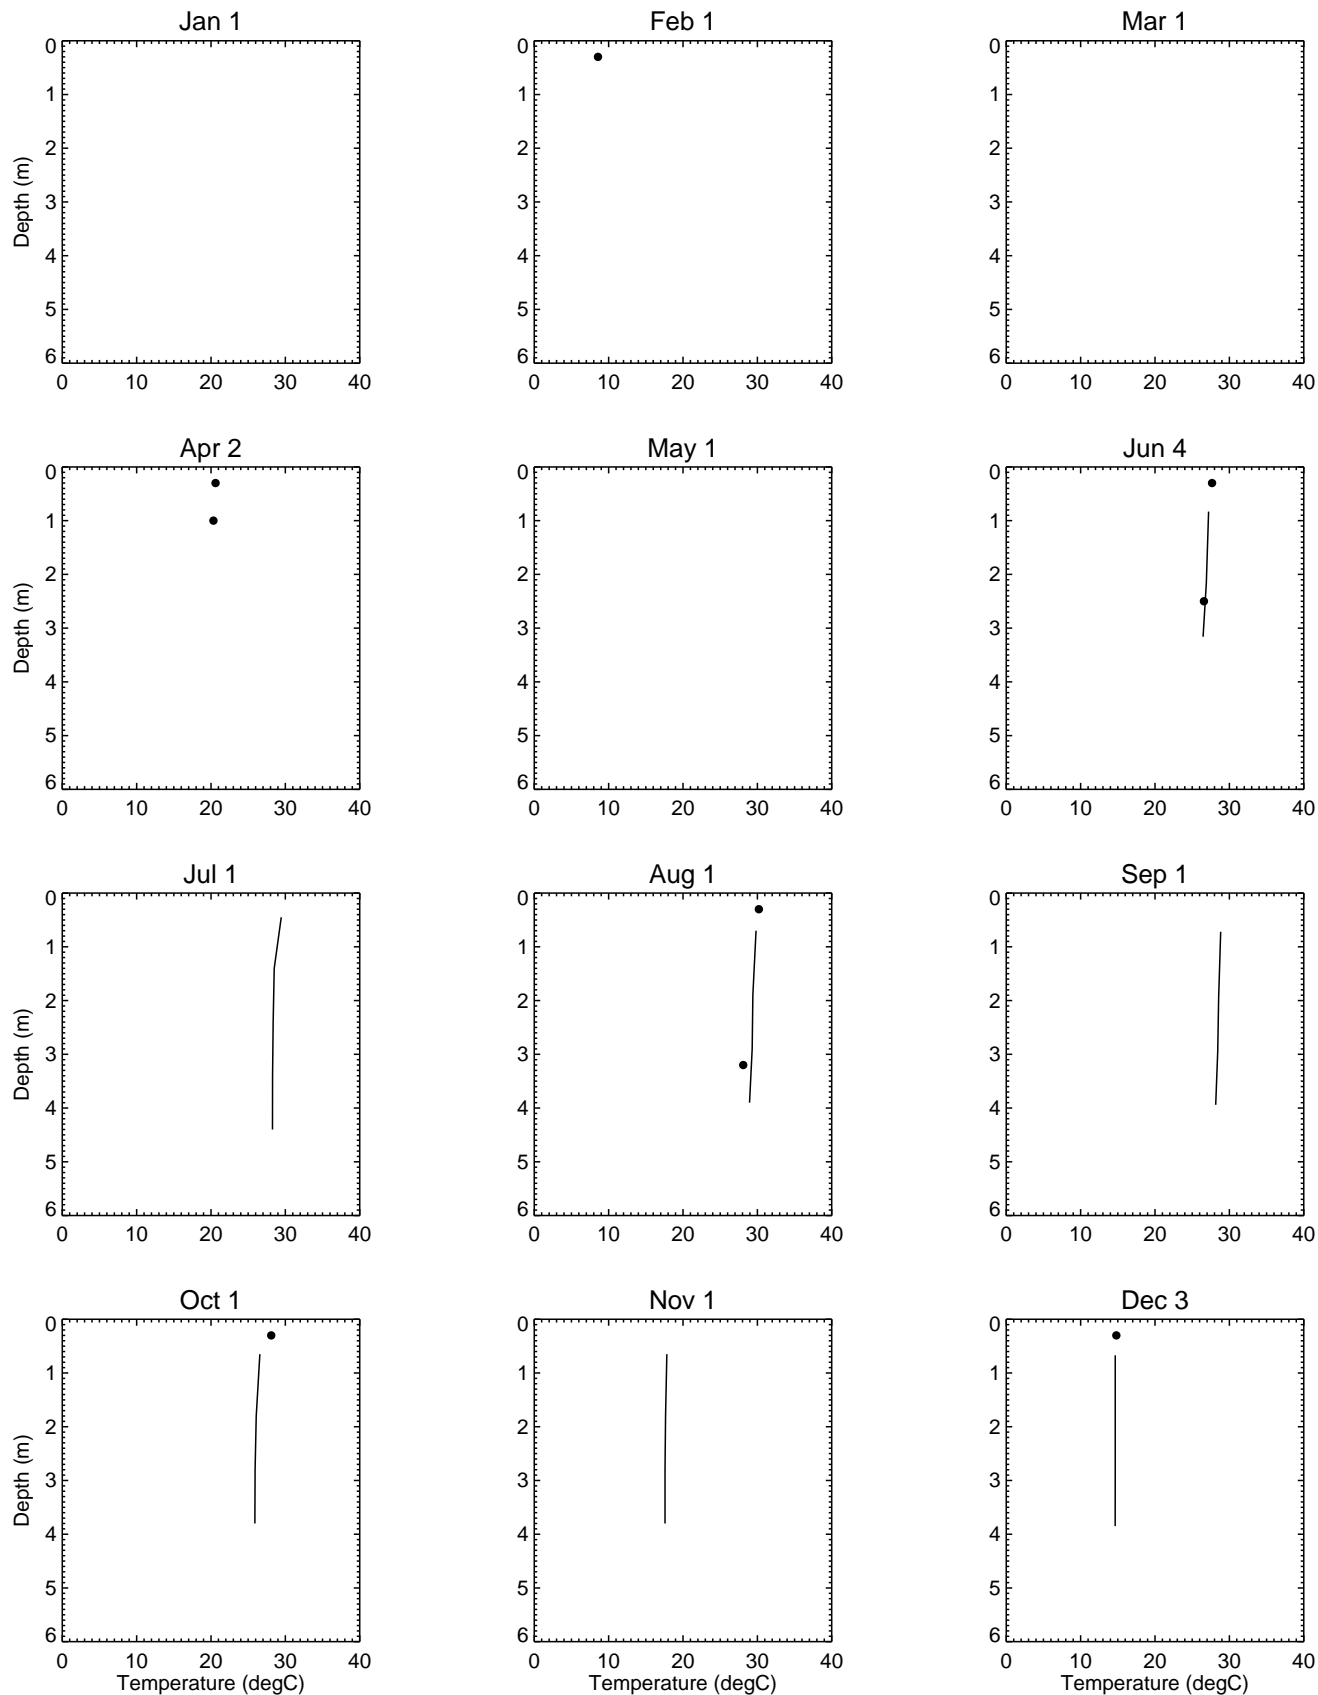 Jan 1 Feb 1 Mar 1
0 0 0
1 1 1
2 2 2
Depth (m)
3 3 3
4 4 4
5 5 5
6 6 6
0 10 20 30 40 0 10 20 30 40 0 10 20 30 40
Apr 2 May 1 Jun 4
0 0 0
1 1 1
2 2 2
Depth (m)
3 3 3
4 4 4
5 5 5
6 6 6
0 10 20 30 40 0 10 20 30 40 0 10 20 30 40
Jul 1 Aug 1 Sep 1
0 0 0
1 1 1
2 2 2
Depth (m)
3 3 3
4 4 4
5 5 5
6 6 6
0 10 20 30 40 0 10 20 30 40 0 10 20 30 40
Oct 1 Nov 1 Dec 3
0 0 0
1 1 1
2 2 2
Depth (m)
3 3 3
4 4 4
5 5 5
6 6 6
0 10 20 30 40 0 10 20 30 40 0 10 20 30 40
Temperature (degC) Temperature (degC) Temperature (degC)